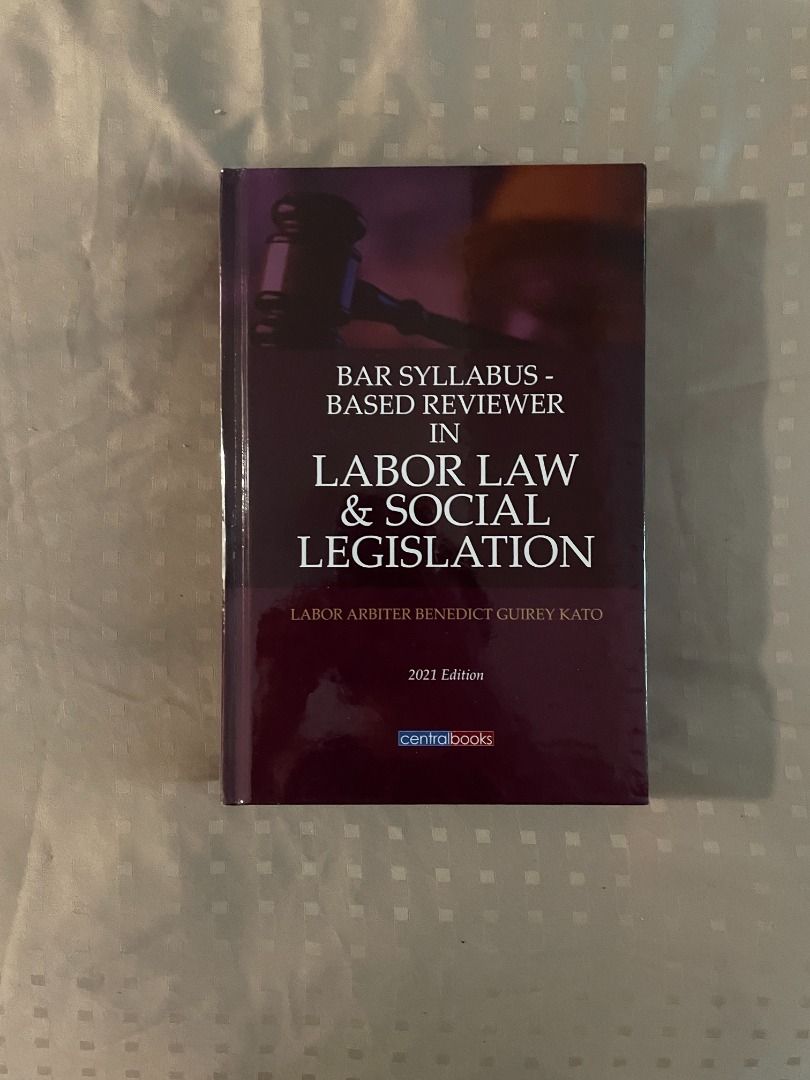 BAR SYLLABUS -
BASED REVIEWER
IN
LABOR LAW
& SOCIAL
LEGISLATION
LABOR ARBITER BENEDICT GUIREY KATO
2021 Edition
centralbooks